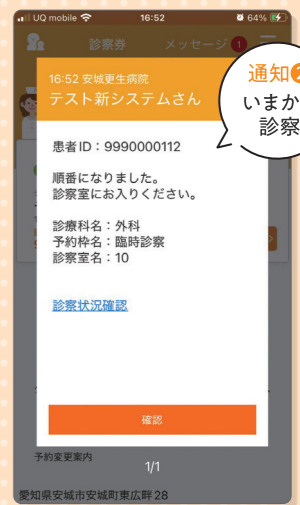 UQ mobile 16:52 64%
診察券 メッセージ 1
16:52 安城更生病院
テスト新システムさん
通知❷
いまか
診察
患者ID：9990000112
順番になりました。
診察室にお入りください。
診療科名：外科
予約枠名：臨時診察
診察室名：10
診察状況確認
確認
予約変更案内
1/1
愛知県安城市安城町東広畔28